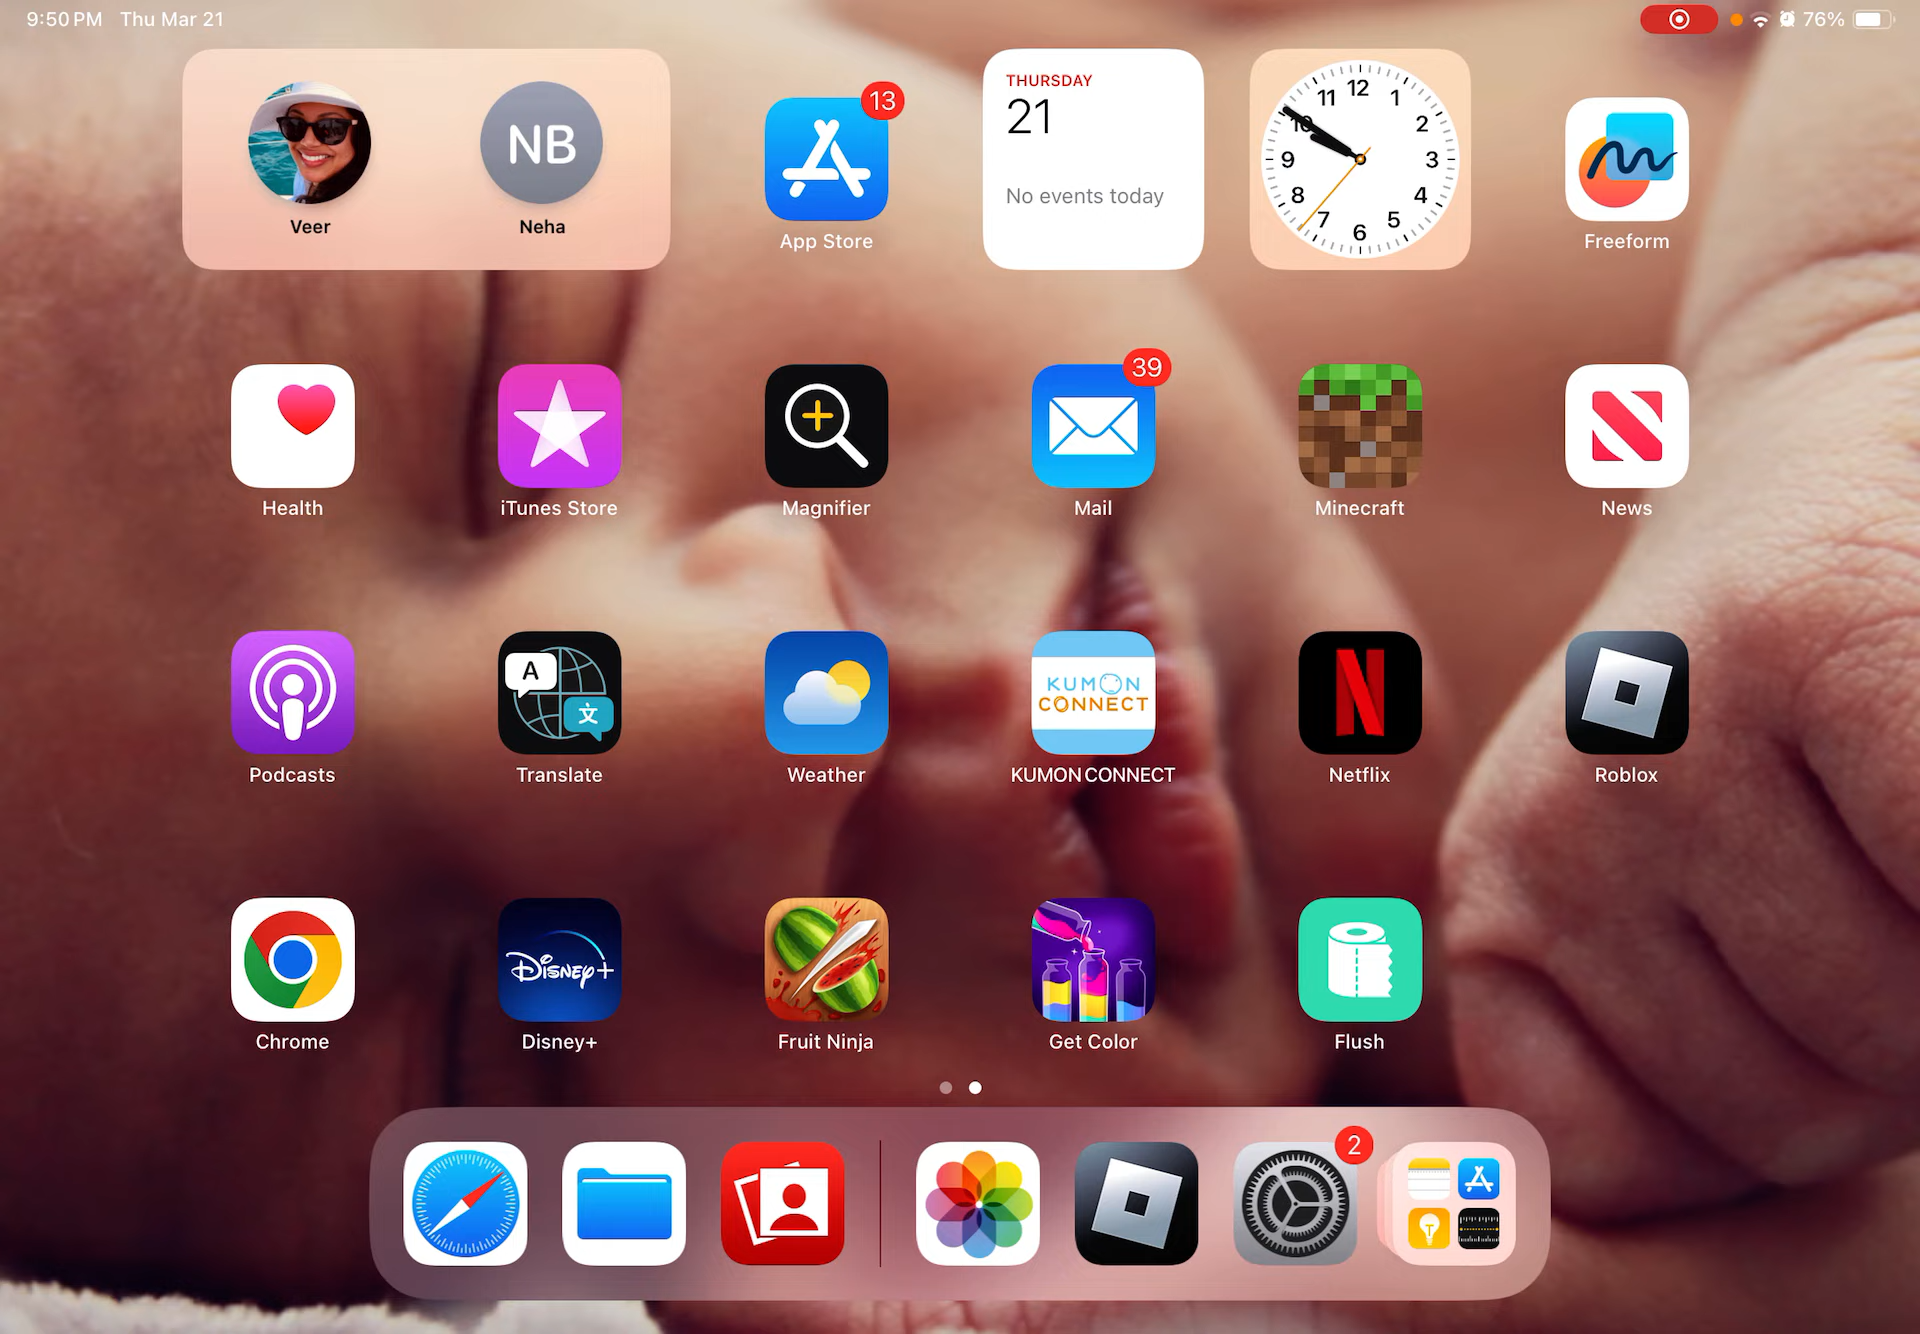 9:50 PM Thu Mar 21
76%
NB
Veer
Neha
13
App Store
THURSDAY
21
No events today
12
1
2
3
4
5
6
7
8
9
10
11
Freeform
Health
iTunes Store
Magnifier
39
Mail
Minecraft
News
Podcasts
A
文
Translate
Weather
KUMON
CONNECT
KUMON CONNECT
N
Netflix
Roblox
Chrome
Disney+
Disney+
Fruit Ninja
Get Color
Flush
2